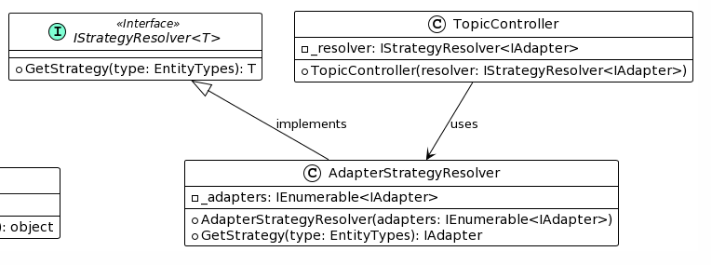 «Interface»
I IStrategyResolver<T>
GetStrategy(type: EntityTypes): T
C TopicController
_resolver: IStrategyResolver<IAdapter>
TopicController(resolver: IStrategyResolver<IAdapter>)
implements
uses
): object
C AdapterStrategyResolver
_adapters: IEnumerable<IAdapter>
AdapterStrategyResolver(adapters: IEnumerable<IAdapter>)
GetStrategy(type: EntityTypes): IAdapter